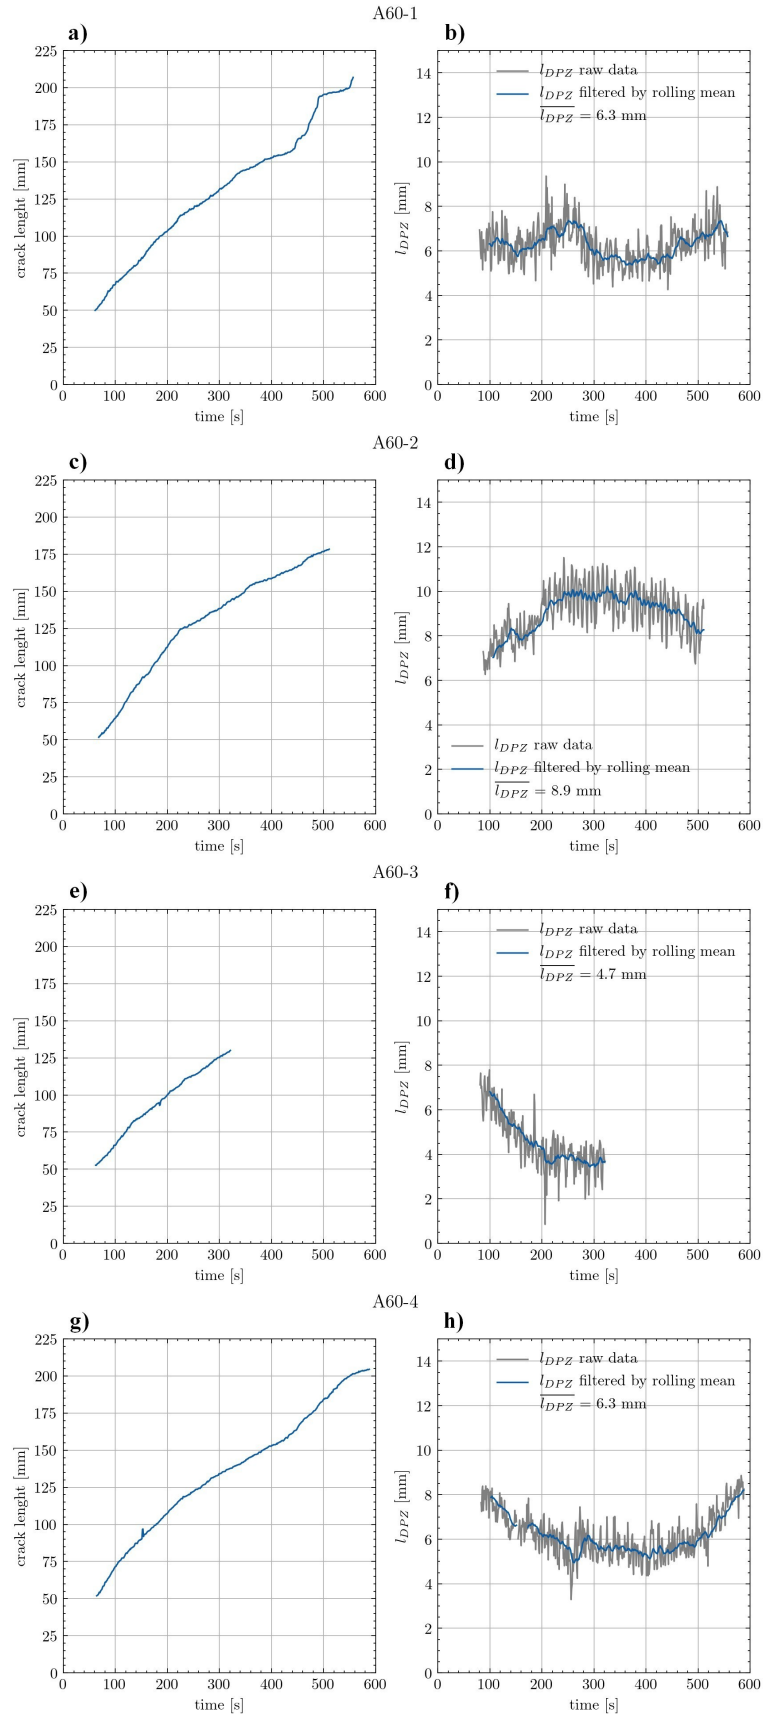 A60-1
a)
225
200
175
150
125
100
75
50
25
0
crack lenght [mm]
0 100 200 300 400 500 600
time [s]
b)
l_DPZ raw data
l_DPZ filtered by rolling mean
l_DPZ = 6.3 mm
14
12
10
8
6
4
2
0
l_DPZ [mm]
0 100 200 300 400 500 600
time [s]
A60-2
c)
225
200
175
150
125
100
75
50
25
0
crack lenght [mm]
0 100 200 300 400 500 600
time [s]
d)
14
12
10
8
6
4
2
0
l_DPZ [mm]
l_DPZ raw data
l_DPZ filtered by rolling mean
l_DPZ = 8.9 mm
0 100 200 300 400 500 600
time [s]
A60-3
e)
225
200
175
150
125
100
75
50
25
0
crack lenght [mm]
0 100 200 300 400 500 600
time [s]
f)
l_DPZ raw data
l_DPZ filtered by rolling mean
l_DPZ = 4.7 mm
14
12
10
8
6
4
2
0
l_DPZ [mm]
0 100 200 300 400 500 600
time [s]
A60-4
g)
225
200
175
150
125
100
75
50
25
0
crack lenght [mm]
0 100 200 300 400 500 600
time [s]
h)
l_DPZ raw data
l_DPZ filtered by rolling mean
l_DPZ = 6.3 mm
14
12
10
8
6
4
2
0
l_DPZ [mm]
0 100 200 300 400 500 600
time [s]